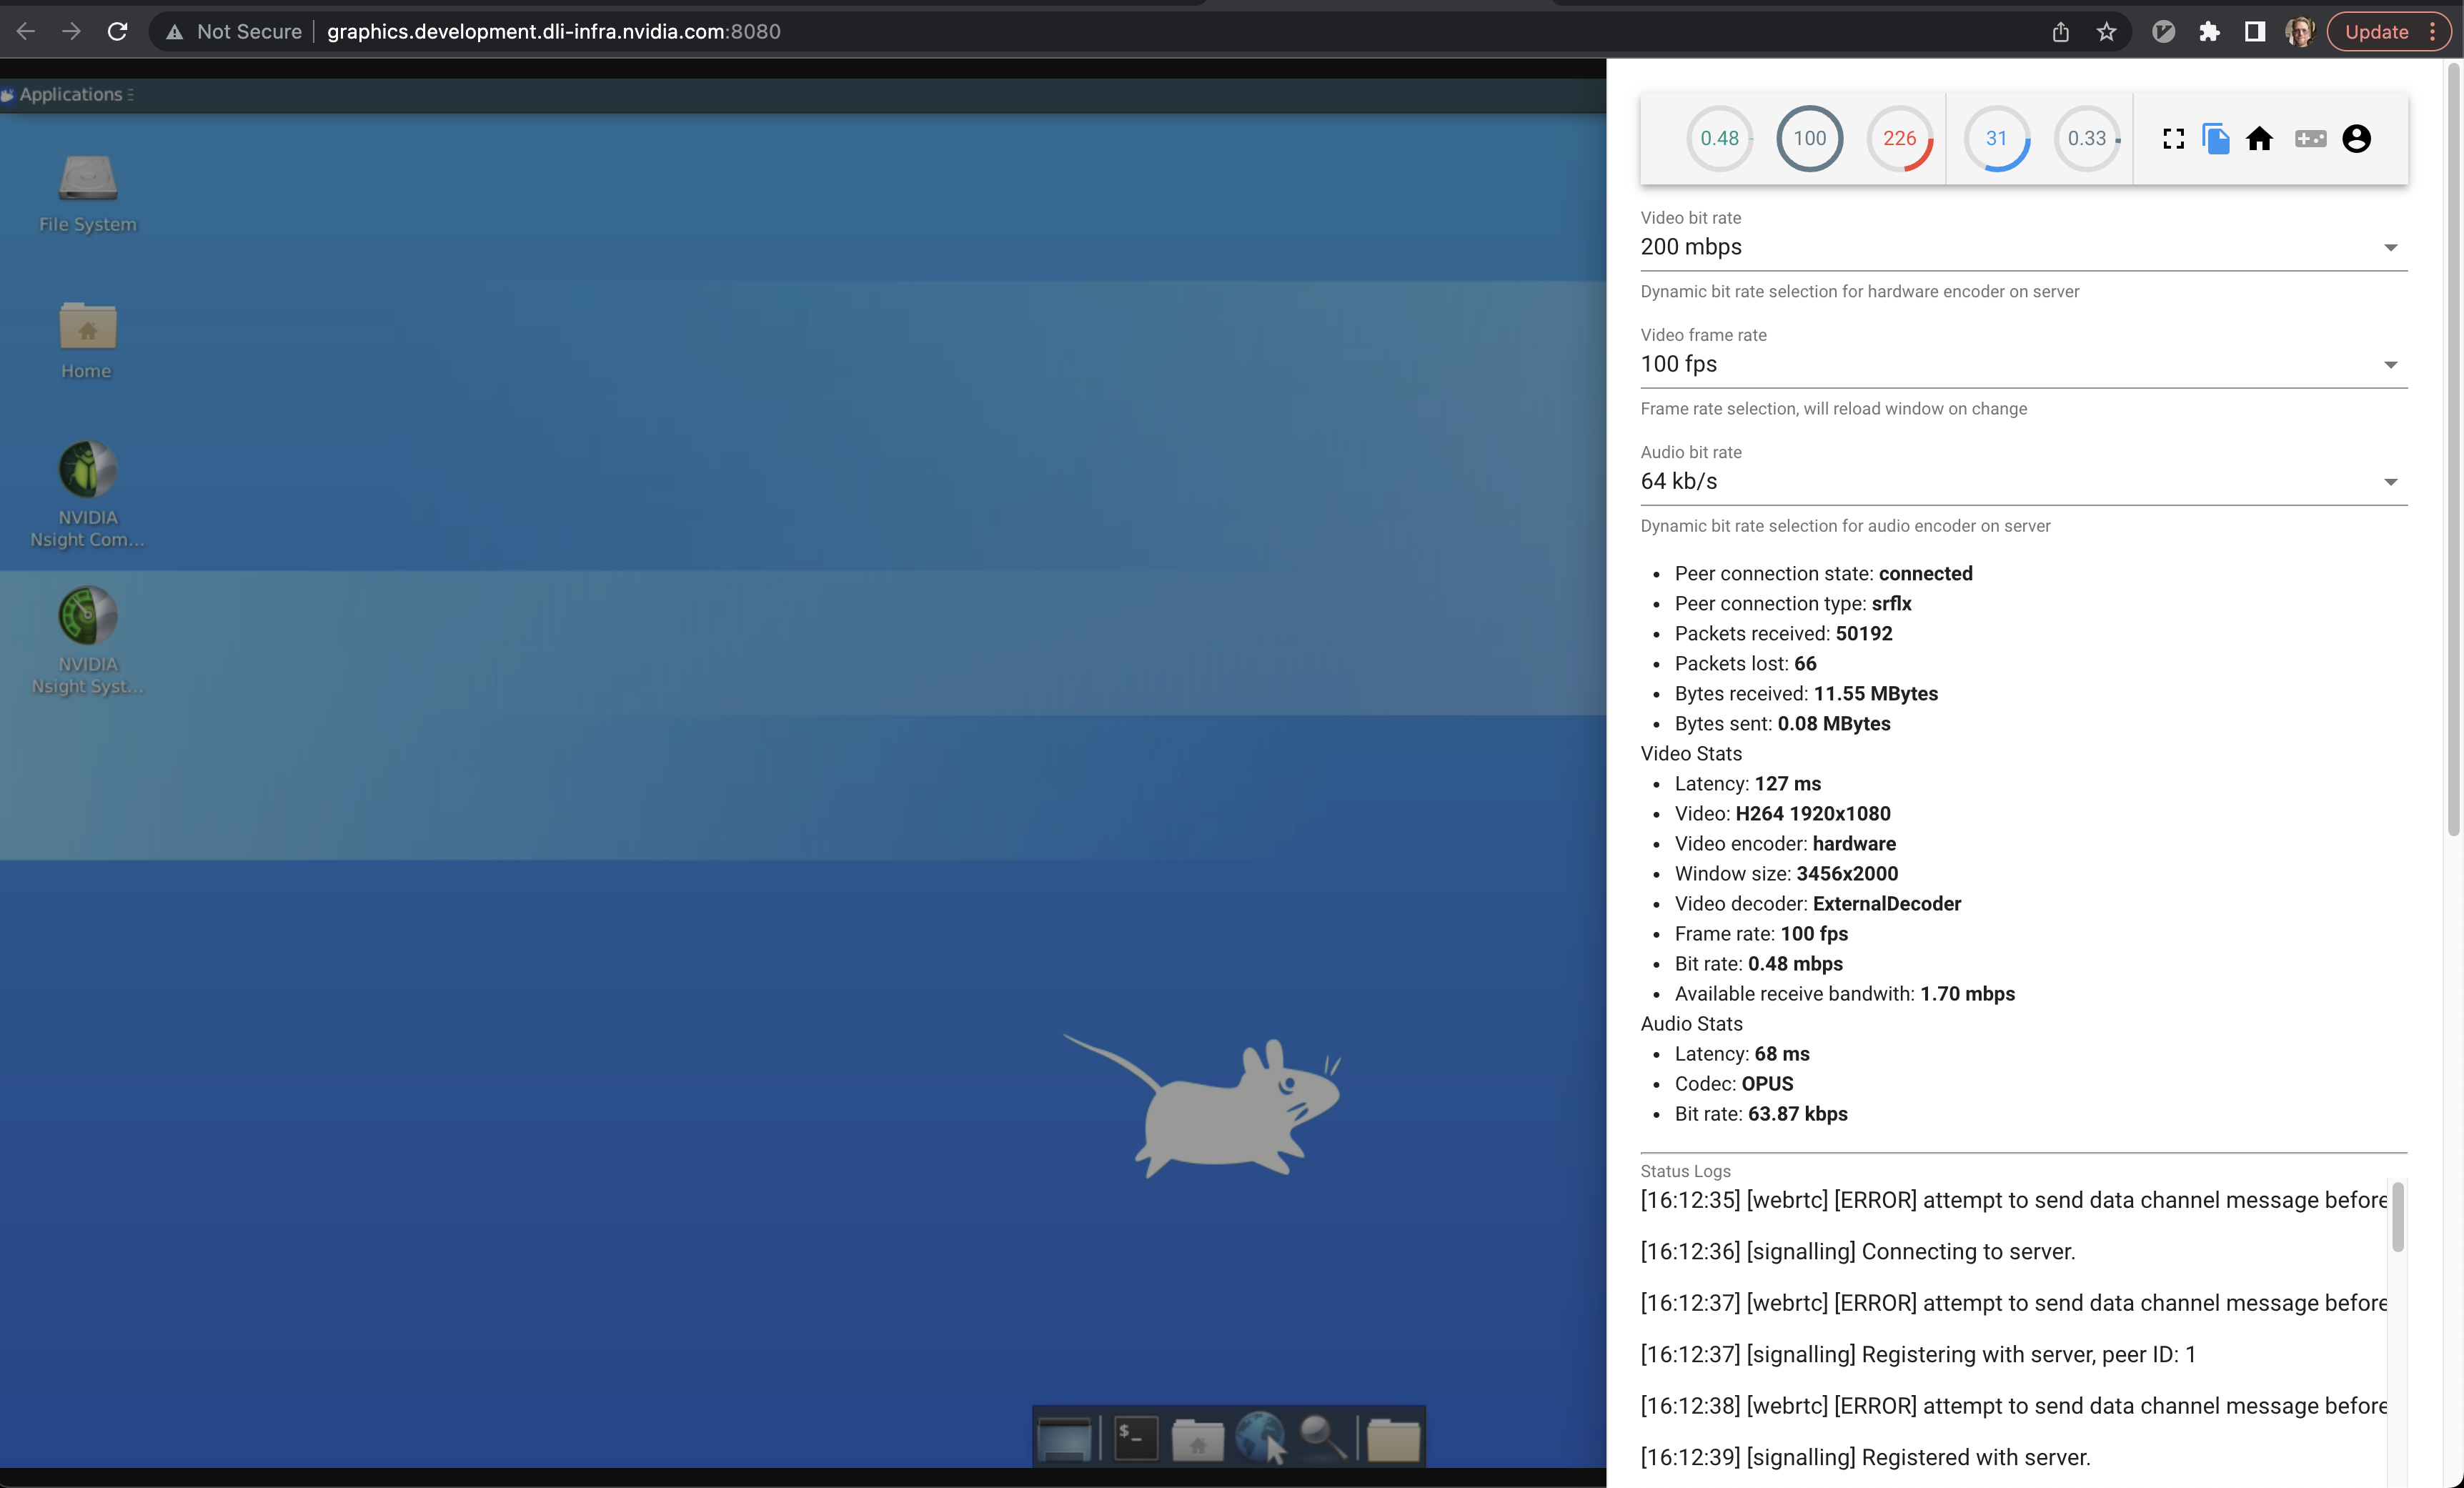 Not Secure | graphics.development.dli-infra.nvidia.com:8080
Update
Applications
File System
Home
NVIDIA
Nsight Com...
NVIDIA
Nsight Syst...
$_
0.48
100
226
31
0.33
Video bit rate
200 mbps
Dynamic bit rate selection for hardware encoder on server
Video frame rate
100 fps
Frame rate selection, will reload window on change
Audio bit rate
64 kb/s
Dynamic bit rate selection for audio encoder on server
• Peer connection state: connected
• Peer connection type: srflx
• Packets received: 50192
• Packets lost: 66
• Bytes received: 11.55 MBytes
• Bytes sent: 0.08 MBytes
Video Stats
• Latency: 127 ms
• Video: H264 1920x1080
• Video encoder: hardware
• Window size: 3456x2000
• Video decoder: ExternalDecoder
• Frame rate: 100 fps
• Bit rate: 0.48 mbps
• Available receive bandwith: 1.70 mbps
Audio Stats
• Latency: 68 ms
• Codec: OPUS
• Bit rate: 63.87 kbps
Status Logs
[16:12:35] [webrtc] [ERROR] attempt to send data channel message before
[16:12:36] [signalling] Connecting to server.
[16:12:37] [webrtc] [ERROR] attempt to send data channel message before
[16:12:37] [signalling] Registering with server, peer ID: 1
[16:12:38] [webrtc] [ERROR] attempt to send data channel message before
[16:12:39] [signalling] Registered with server.